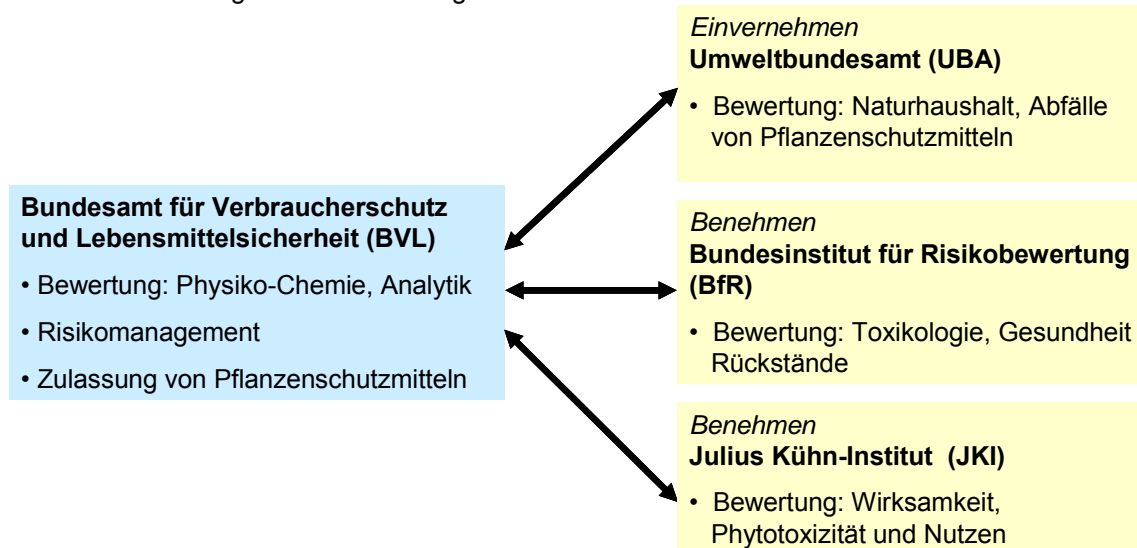 Einvernehmen
Umweltbundesamt (UBA)
• Bewertung: Naturhaushalt, Abfälle
von Pflanzenschutzmitteln
Bundesamt für Verbraucherschutz
und Lebensmittelsicherheit (BVL)
• Bewertung: Physiko-Chemie, Analytik
• Risikomanagement
• Zulassung von Pflanzenschutzmitteln
Benehmen
Bundesinstitut für Risikobewertung
(BfR)
• Bewertung: Toxikologie, Gesundheit
Rückstände
Benehmen
Julius Kühn-Institut (JKI)
• Bewertung: Wirksamkeit,
Phytotoxizität und Nutzen